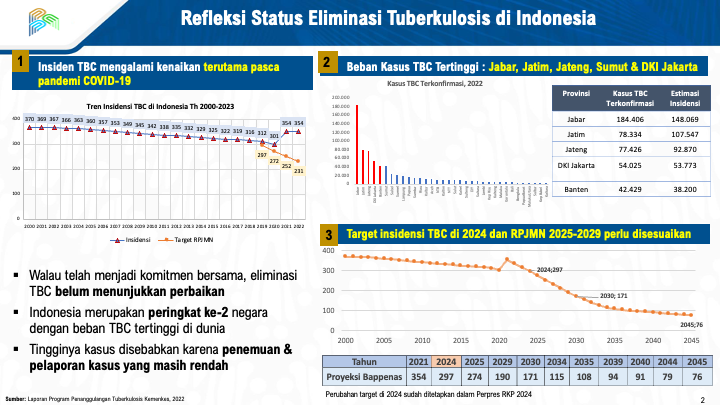 Refleksi Status Eliminasi Tuberkulosis di Indonesia
1
Insiden TBC mengalami kenaikan terutama pasca
pandemi COVID-19
Tren Insidensi TBC di Indonesia Th 2000-2023
400
300
200
100
0
370 369 367 366 363 360 357 353 349 345 342 338 335 332 329 325 322 319 316 312 301 354 354
297 272 252 231
2000 2001 2002 2003 2004 2005 2006 2007 2008 2009 2010 2011 2012 2013 2014 2015 2016 2017 2018 2019 2020 2021 2022
Insidensi Target RPJMN
Walau telah menjadi komitmen bersama, eliminasi
TBC belum menunjukkan perbaikan
Indonesia merupakan peringkat ke-2 negara
dengan beban TBC tertinggi di dunia
Tingginya kasus disebabkan karena penemuan &
pelaporan kasus yang masih rendah
Sumber: Laporan Program Penanggulangan Tuberkulosis Kemenkes, 2022
2
Beban Kasus TBC Tertinggi : Jabar, Jatim, Jateng, Sumut & DKI Jakarta
Kasus TBC Terkonfirmasi, 2022
200.000
180.000
160.000
140.000
120.000
100.000
80.000
60.000
40.000
20.000
0
Provinsi Kasus TBC Terkonfirmasi Estimasi Insidensi
Jabar 184.406 148.069
Jatim 78.334 107.547
Jateng 77.426 92.870
DKI Jakarta 54.025 53.773
Banten 42.429 38.200
3
Target insidensi TBC di 2024 dan RPJMN 2025-2029 perlu disesuaikan
400
300
200
100
0
2024;297
2030; 171
2045;76
2000 2005 2010 2015 2020 2025 2030 2035 2040 2045
Tahun 2021 2024 2025 2029 2030 2034 2035 2039 2040 2044 2045
Proyeksi Bappenas 354 297 274 190 171 115 108 94 91 79 76
Perubahan target di 2024 sudah ditetapkan dalam Perpres RKP 2024
2